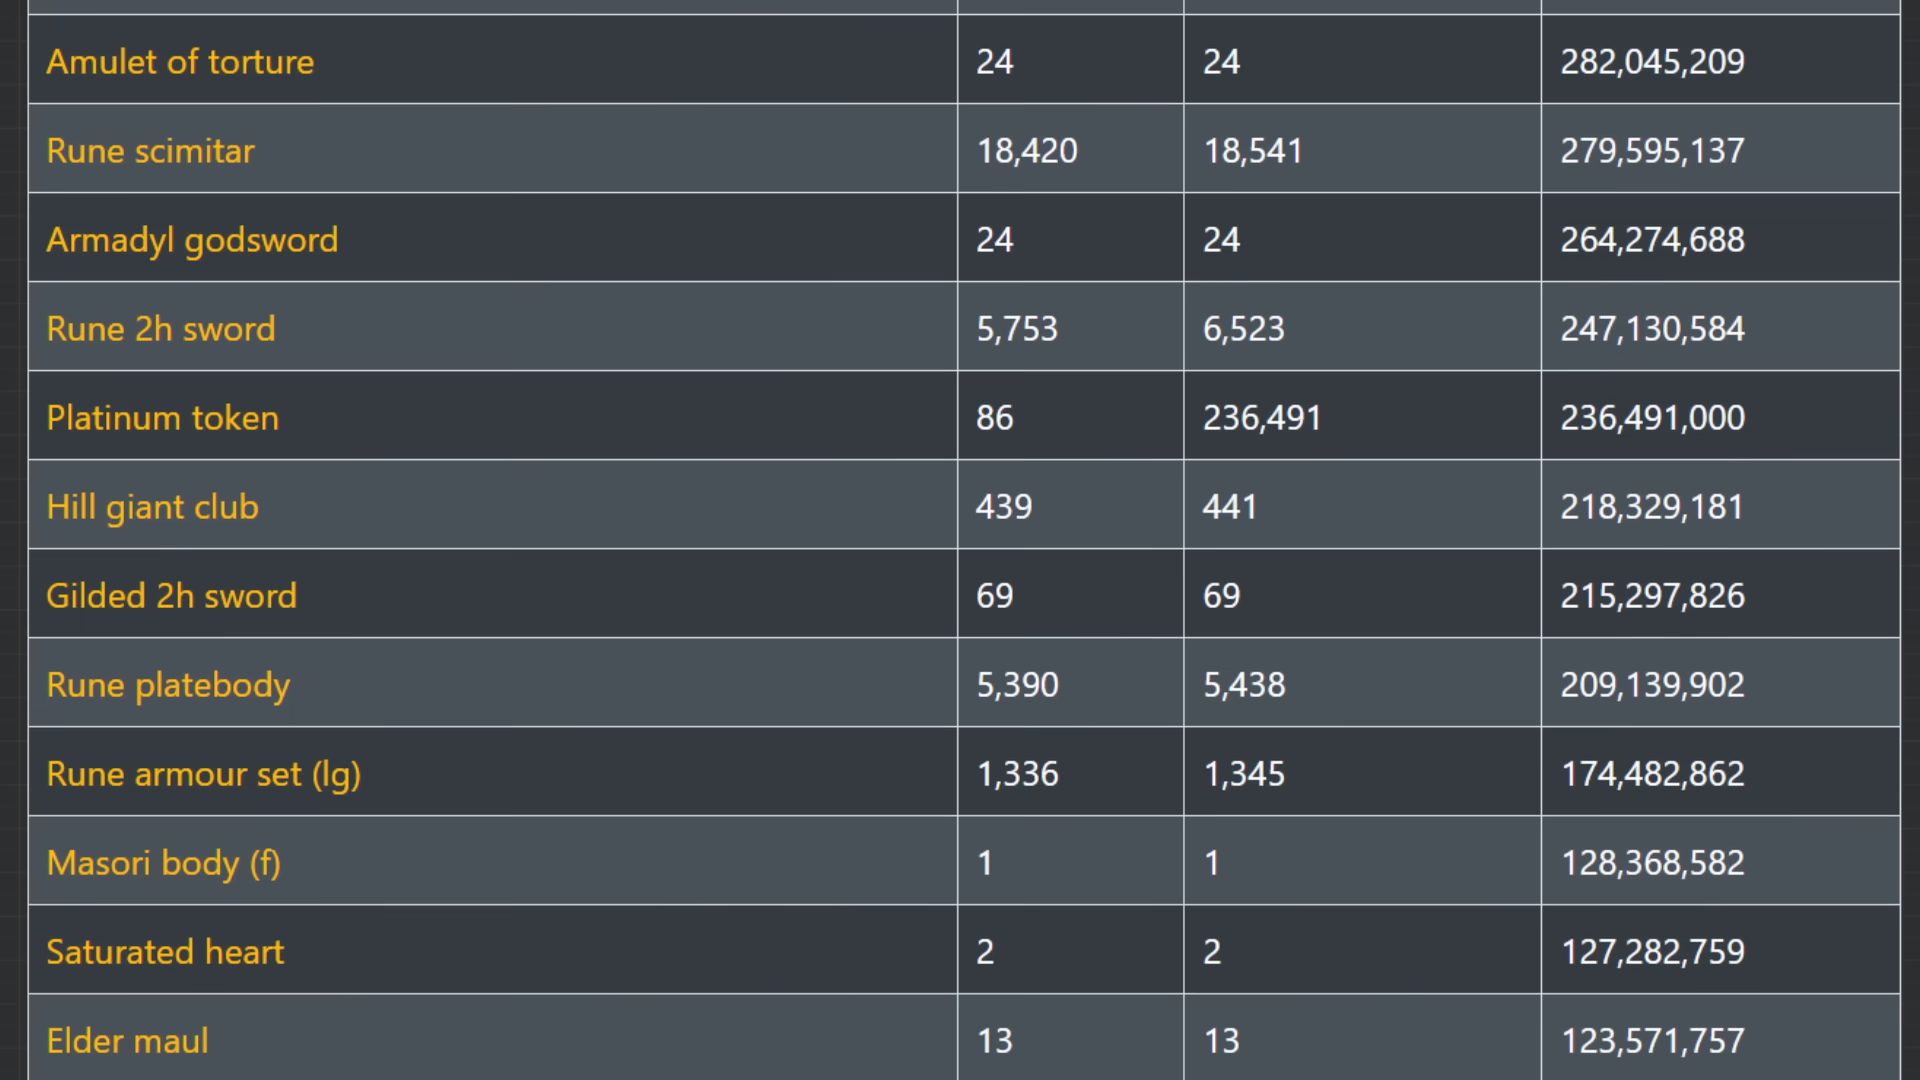 Amulet of torture 24 24 282,045,209
Rune scimitar 18,420 18,541 279,595,137
Armadyl godsword 24 24 264,274,688
Rune 2h sword 5,753 6,523 247,130,584
Platinum token 86 236,491 236,491,000
Hill giant club 439 441 218,329,181
Gilded 2h sword 69 69 215,297,826
Rune platebody 5,390 5,438 209,139,902
Rune armour set (lg) 1,336 1,345 174,482,862
Masori body (f) 1 1 128,368,582
Saturated heart 2 2 127,282,759
Elder maul 13 13 123,571,757